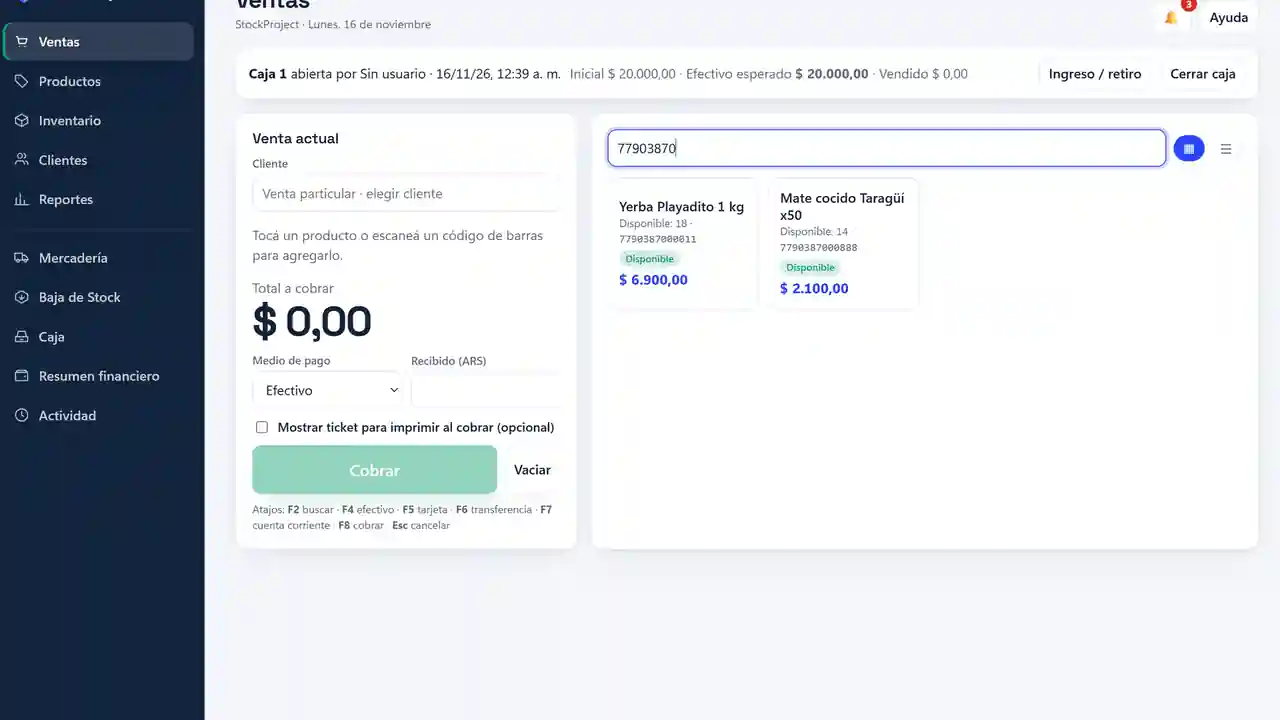 Ventas
StockProject · Lunes, 16 de noviembre
3
Ayuda
Ventas
Productos
Inventario
Clientes
Reportes
Mercadería
Baja de Stock
Caja
Resumen financiero
Actividad
Caja 1 abierta por Sin usuario · 16/11/26, 12:39 a. m. Inicial $ 20.000,00 · Efectivo esperado $ 20.000,00 · Vendido $ 0,00
Ingreso / retiro
Cerrar caja
Venta actual
Cliente
Venta particular · elegir cliente
Tocá un producto o escaneá un código de barras
para agregarlo.
Total a cobrar
$ 0,00
Medio de pago
Recibido (ARS)
Efectivo
Mostrar ticket para imprimir al cobrar (opcional)
Cobrar
Vaciar
Atajos: F2 buscar · F4 efectivo · F5 tarjeta · F6 transferencia · F7
cuenta corriente · F8 cobrar · Esc cancelar
77903870
Yerba Playadito 1 kg
Disponible: 18 ·
7790387000011
Disponible
$ 6.900,00
Mate cocido Taragüí
x50
Disponible: 14 ·
7790387000888
Disponible
$ 2.100,00